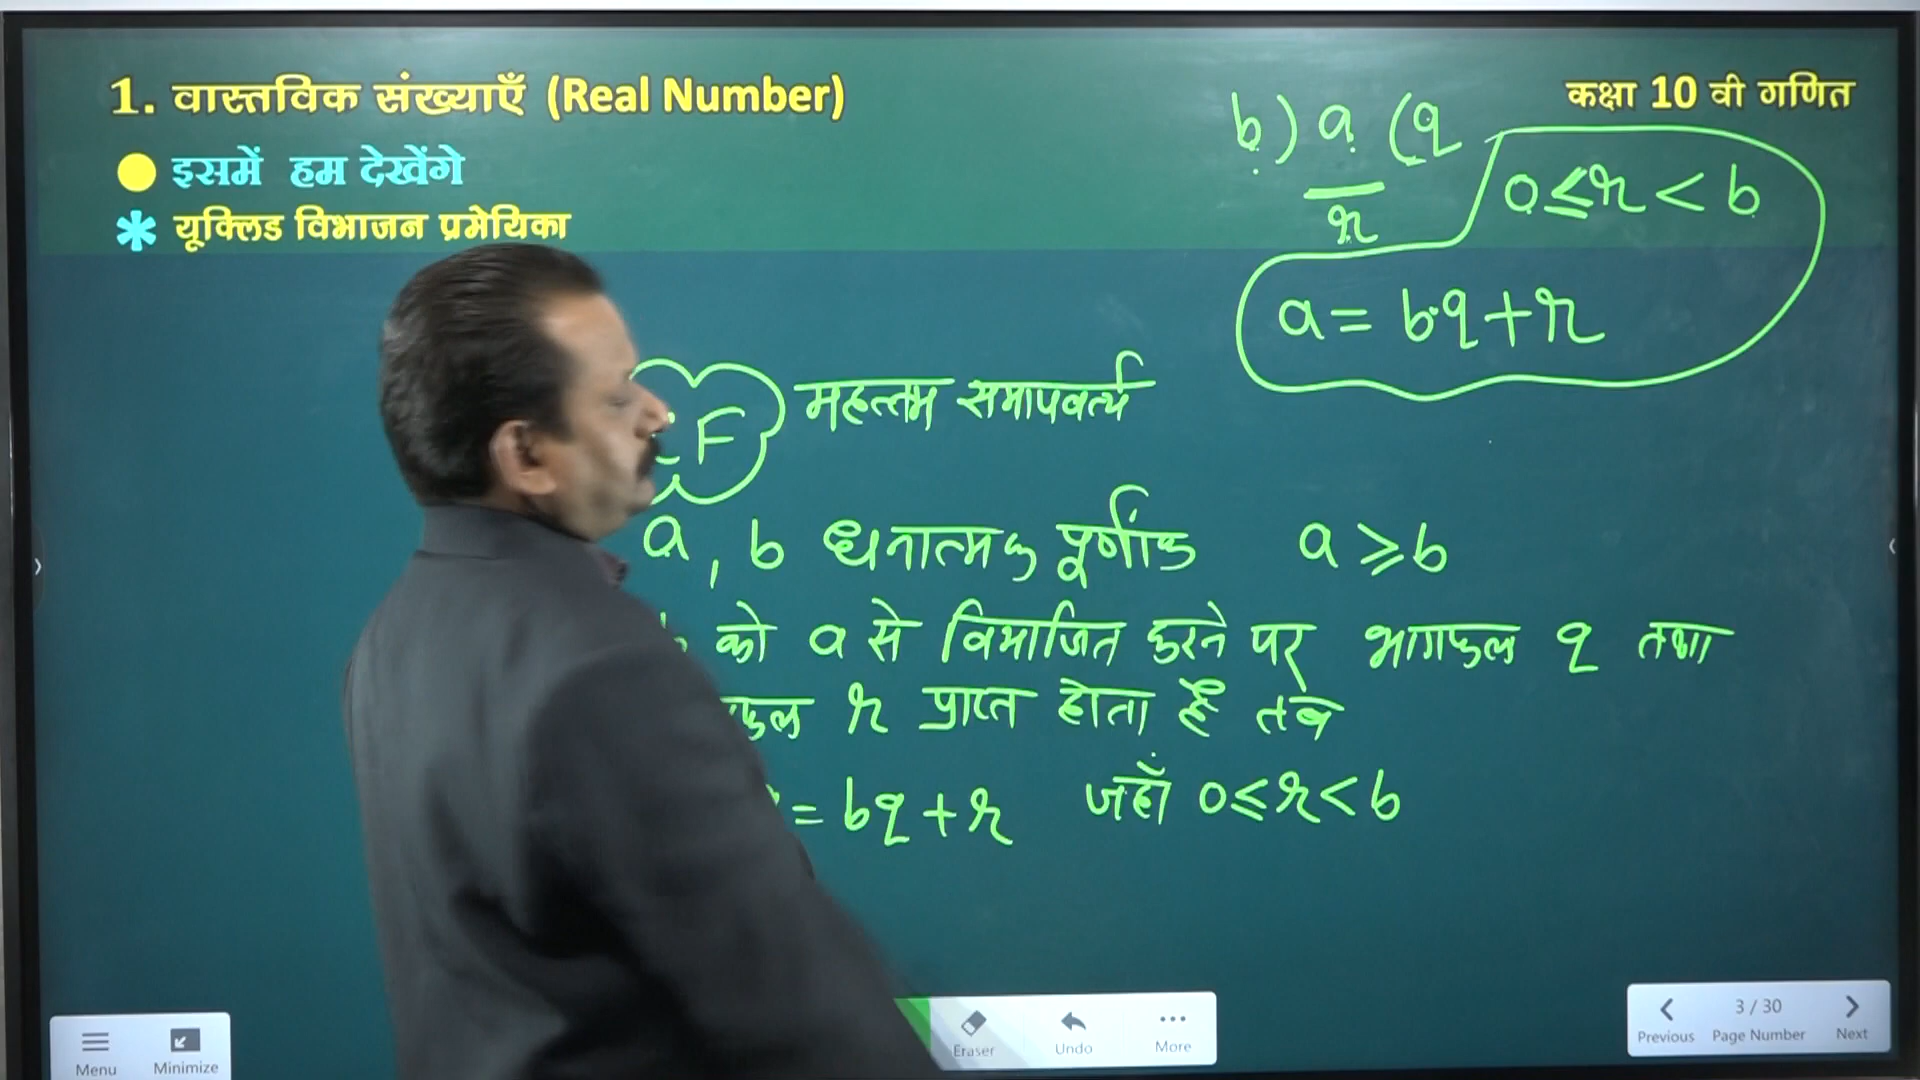 1. वास्तविक संख्याएँ (Real Number)
कक्षा 10 वी गणित
इसमें हम देखेंगे
* यूक्लिड विभाजन प्रमेयिका
b) a (q
r
0≤r < b
a = b·q+r
F महत्तम समापवर्त्य
a, b धनात्मक पूर्णांक a ≥ b
को a से विभाजित करने पर भागफल q तथा
r प्राप्त होता है तब
= bq + r जहाँ 0≤r<b
Menu
Minimize
Eraser
Undo
More
3 / 30
Previous
Page Number
Next